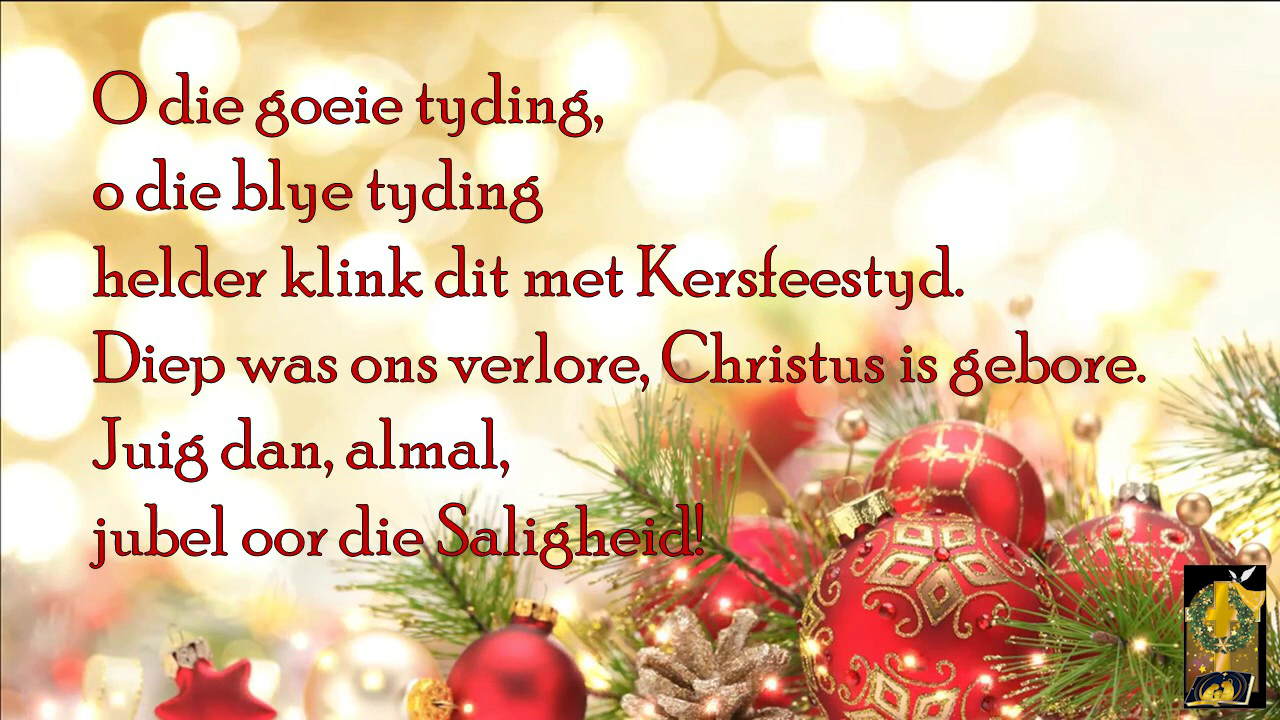 O die goeie tyding,
o die blye tyding
helder klink dit met Kersfeestyd.
Diep was ons verlore, Christus is gebore.
Juig dan, almal,
jubel oor die Saligheid!